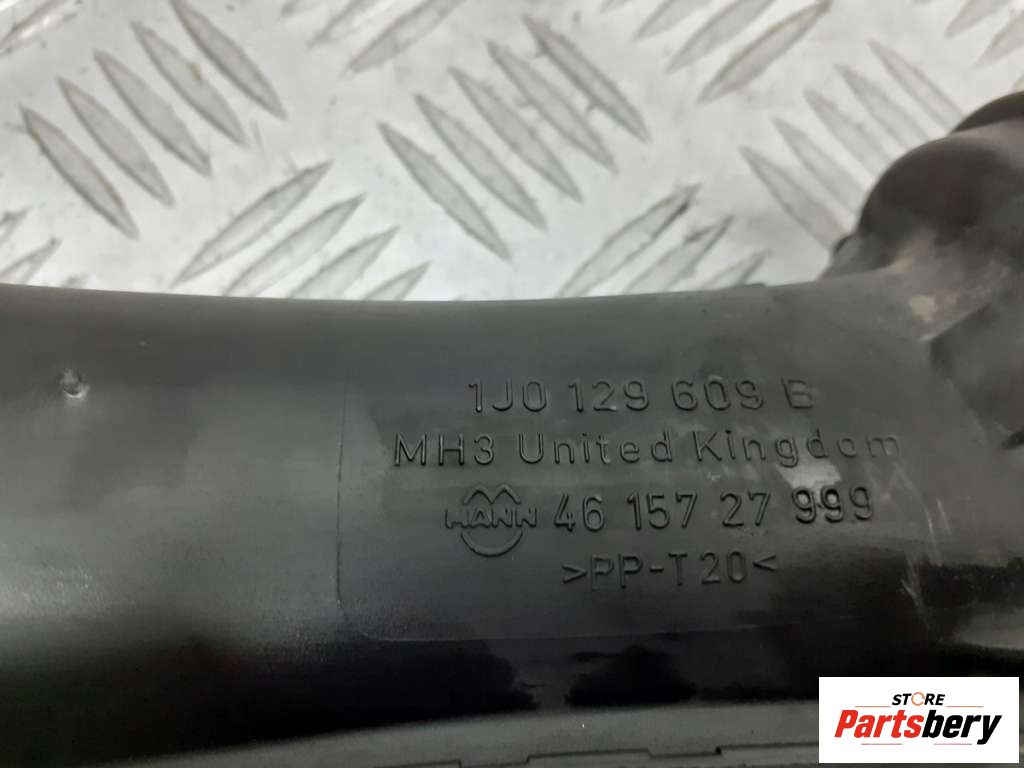 1J0 129 609 B
MH3 United Kingdom
MANN 46 157 27 999
>PP-T20<
STORE
Partsbery